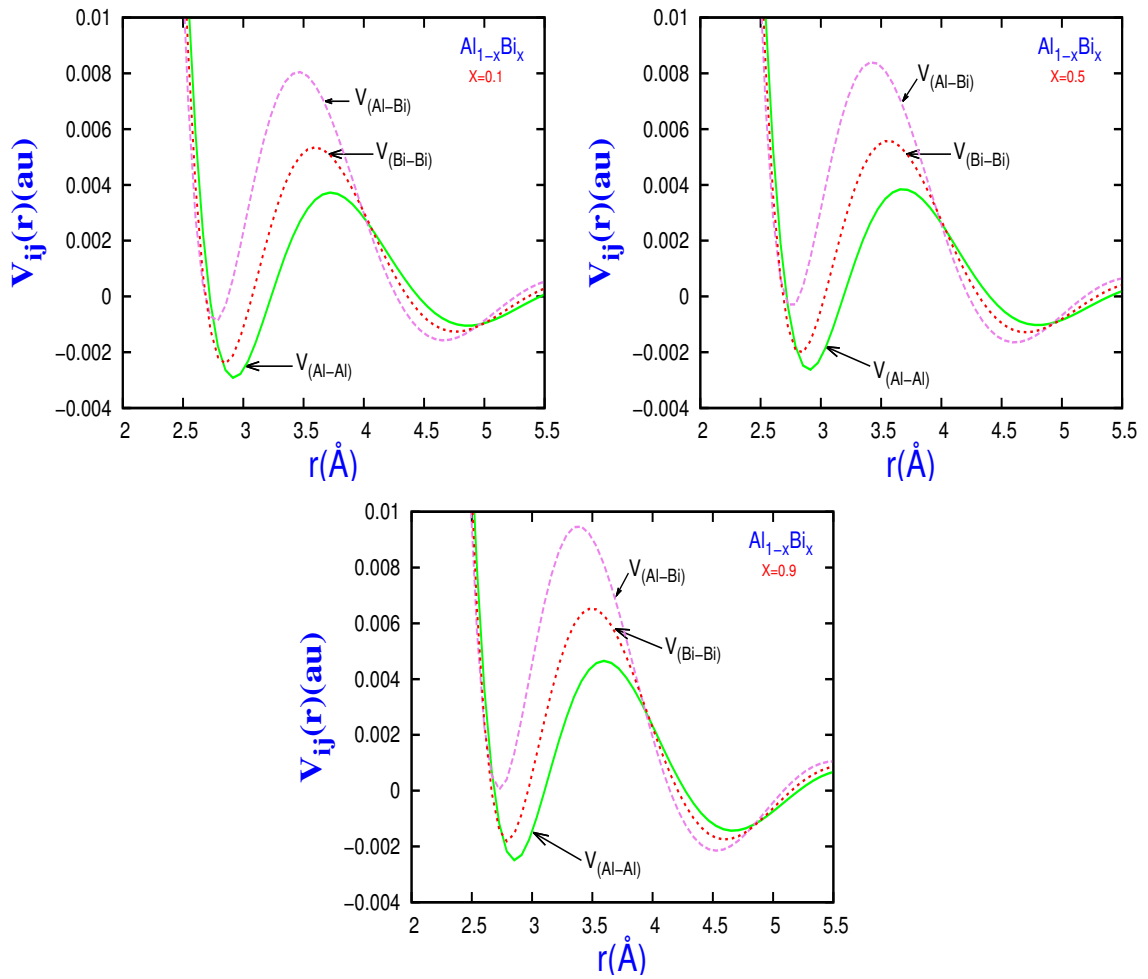 0.01
0.008
0.006
0.004
0.002
0
−0.002
−0.004
2 2.5 3 3.5 4 4.5 5 5.5
V_ij(r)(au)
r(Å)
Al_1−xBi_x
X=0.1
V_(Al−Bi)
V_(Bi−Bi)
V_(Al−Al)
0.01
0.008
0.006
0.004
0.002
0
−0.002
−0.004
2 2.5 3 3.5 4 4.5 5 5.5
V_ij(r)(au)
r(Å)
Al_1−xBi_x
X=0.5
V_(Al−Bi)
V_(Bi−Bi)
V_(Al−Al)
0.01
0.008
0.006
0.004
0.002
0
−0.002
−0.004
2 2.5 3 3.5 4 4.5 5 5.5
V_ij(r)(au)
r(Å)
Al_1−xBi_x
X=0.9
V_(Al−Bi)
V_(Bi−Bi)
V_(Al−Al)